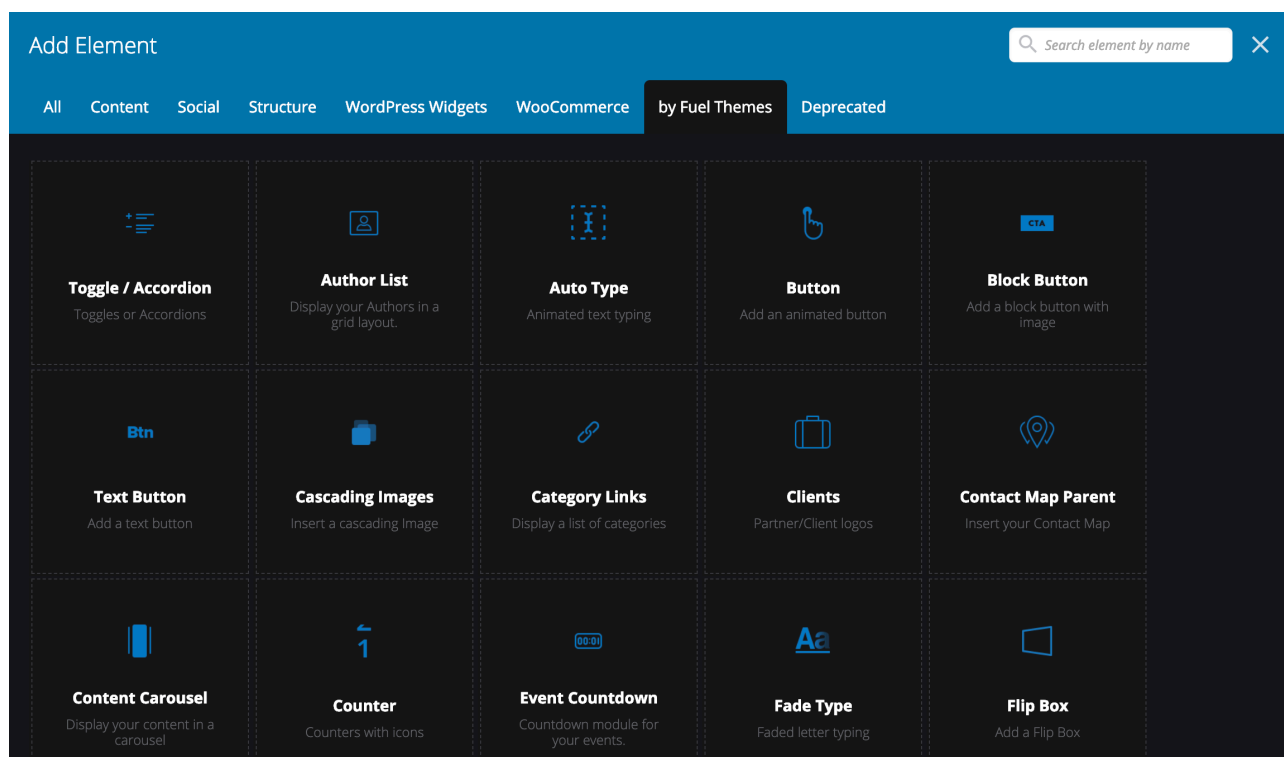 Add Element
Search element by name
All Content Social Structure WordPress Widgets WooCommerce by Fuel Themes Deprecated
CTA
Toggle / Accordion
Toggles or Accordions
Author List
Display your Authors in a
grid layout.
Auto Type
Animated text typing
Button
Add an animated button
Block Button
Add a block button with
image
Btn
Text Button
Add a text button
Cascading Images
Insert a cascading Image
Category Links
Display a list of categories
Clients
Partner/Client logos
Contact Map Parent
Insert your Contact Map
1
00:01
Aa
Content Carousel
Display your content in a
carousel
Counter
Counters with icons
Event Countdown
Countdown module for
your events.
Fade Type
Faded letter typing
Flip Box
Add a Flip Box